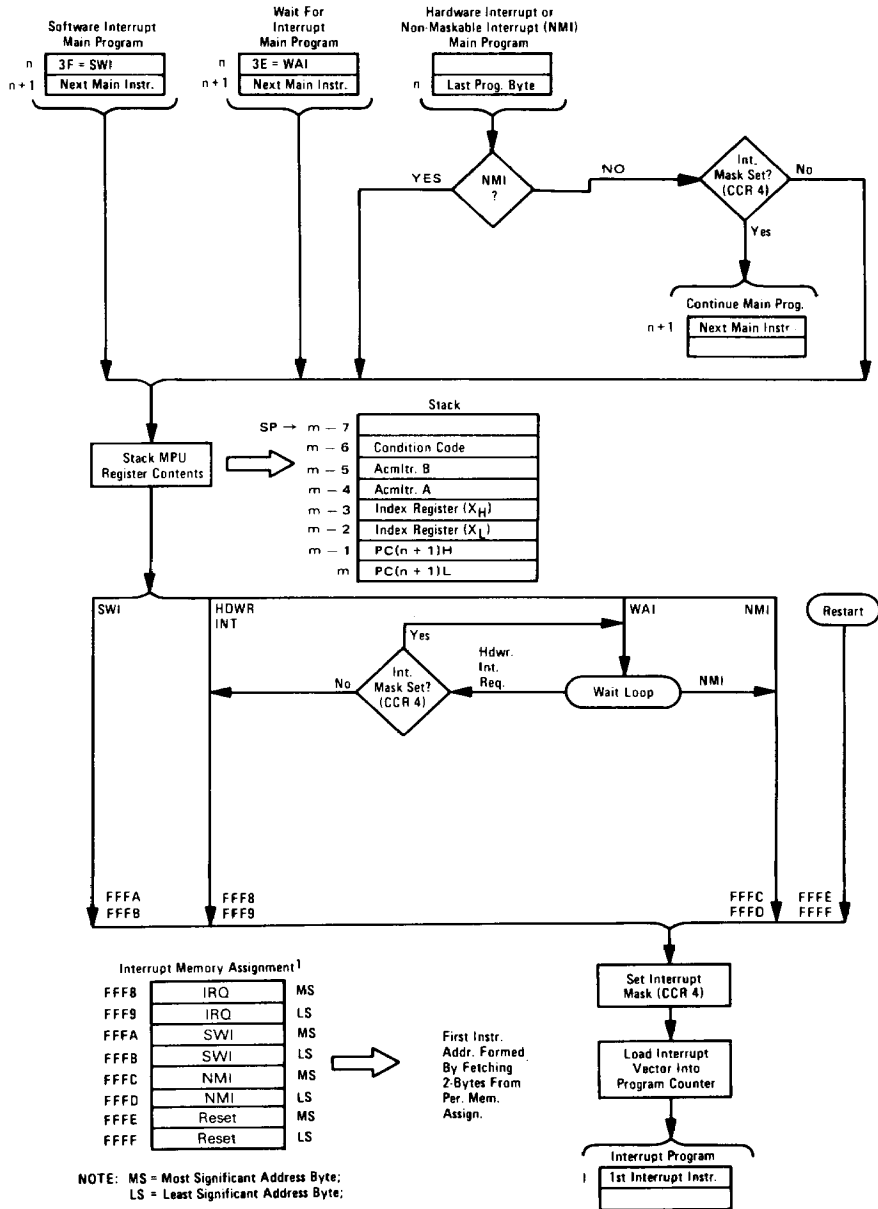 Software Interrupt
Main Program
n 3F = SWI
n + 1 Next Main Instr.
Wait For
Interrupt
Main Program
n 3E = WAI
n + 1 Next Main Instr.
Hardware Interrupt or
Non-Maskable Interrupt (NMI)
Main Program
n Last Prog. Byte
YES
NMI
?
NO
Int.
Mask Set?
(CCR 4)
No
Yes
Continue Main Prog.
n + 1 Next Main Instr.
Stack MPU
Register Contents
Stack
SP → m – 7
m – 6 Condition Code
m – 5 Acmltr. B
m – 4 Acmltr. A
m – 3 Index Register (XH)
m – 2 Index Register (XL)
m – 1 PC(n + 1)H
m PC(n + 1)L
SWI
HDWR
INT
WAI
NMI
Restart
Yes
Int.
Mask Set?
(CCR 4)
No
Hdwr.
Int.
Req.
Wait Loop
NMI
FFFA
FFFB
FFF8
FFF9
FFFC
FFFD
FFFE
FFFF
Interrupt Memory Assignment1
FFF8 IRQ MS
FFF9 IRQ LS
FFFA SWI MS
FFFB SWI LS
FFFC NMI MS
FFFD NMI LS
FFFE Reset MS
FFFF Reset LS
First Instr.
Addr. Formed
By Fetching
2-Bytes From
Per. Mem.
Assign.
Set Interrupt
Mask (CCR 4)
Load Interrupt
Vector Into
Program Counter
Interrupt Program
I 1st Interrupt Instr.
NOTE: MS = Most Significant Address Byte;
LS = Least Significant Address Byte;